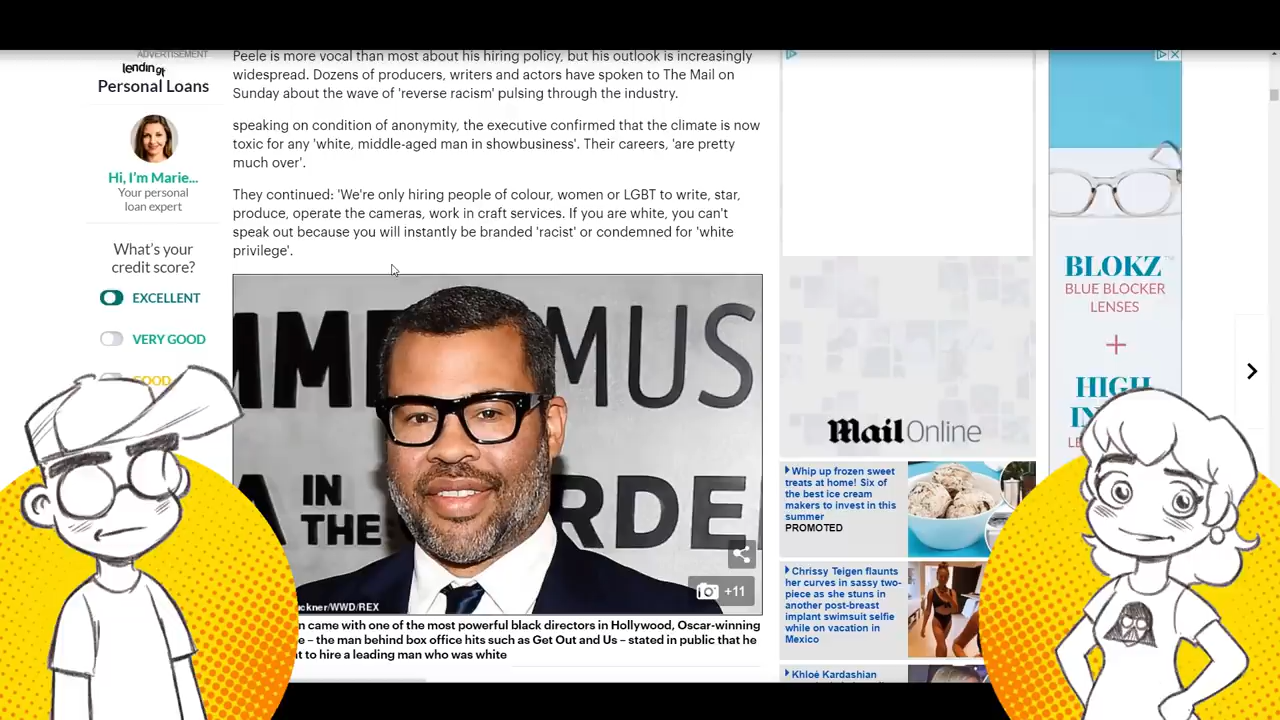 ADVERTISEMENT
Personal Loans
Hi, I'm Marie...
Your personal
loan expert
What's your
credit score?
EXCELLENT
VERY GOOD
GOOD
Peele is more vocal than most about his hiring policy, but his outlook is increasingly
widespread. Dozens of producers, writers and actors have spoken to The Mail on
Sunday about the wave of 'reverse racism' pulsing through the industry.
speaking on condition of anonymity, the executive confirmed that the climate is now
toxic for any 'white, middle-aged man in showbusiness'. Their careers, 'are pretty
much over'.
They continued: 'We're only hiring people of colour, women or LGBT to write, star,
produce, operate the cameras, work in craft services. If you are white, you can't
speak out because you will instantly be branded 'racist' or condemned for 'white
privilege'.
MUS
IN
THE
RDE
+11
ckner/WWD/REX
n came with one of the most powerful black directors in Hollywood, Oscar-winning
e – the man behind box office hits such as Get Out and Us – stated in public that he
t to hire a leading man who was white
Mail Online
Whip up frozen sweet
treats at home! Six of
the best ice cream
makers to invest in this
summer
PROMOTED
Chrissy Teigen flaunts
her curves in sassy two-
piece as she stuns in
another post-breast
implant swimsuit selfie
while on vacation in
Mexico
Khloé Kardashian
BLOKZ
BLUE BLOCKER
LENSES
+
HIGH